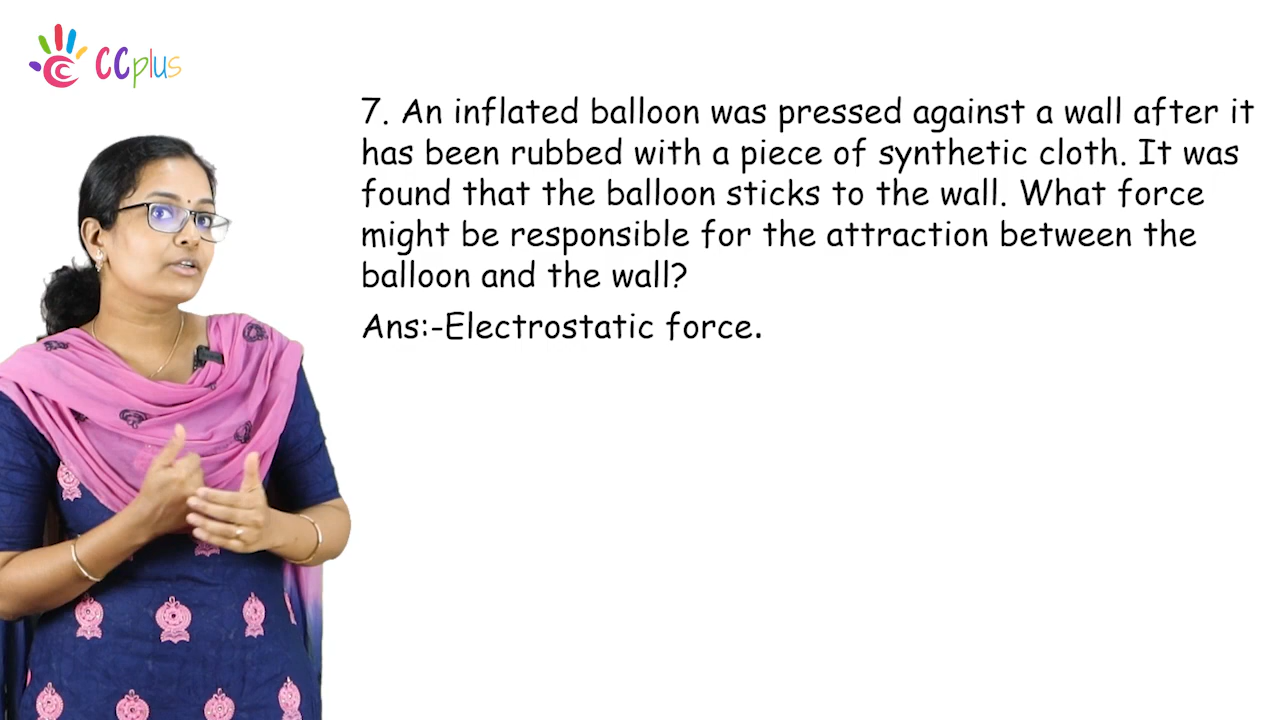 CCplus
7. An inflated balloon was pressed against a wall after it
has been rubbed with a piece of synthetic cloth. It was
found that the balloon sticks to the wall. What force
might be responsible for the attraction between the
balloon and the wall?
Ans:-Electrostatic force.